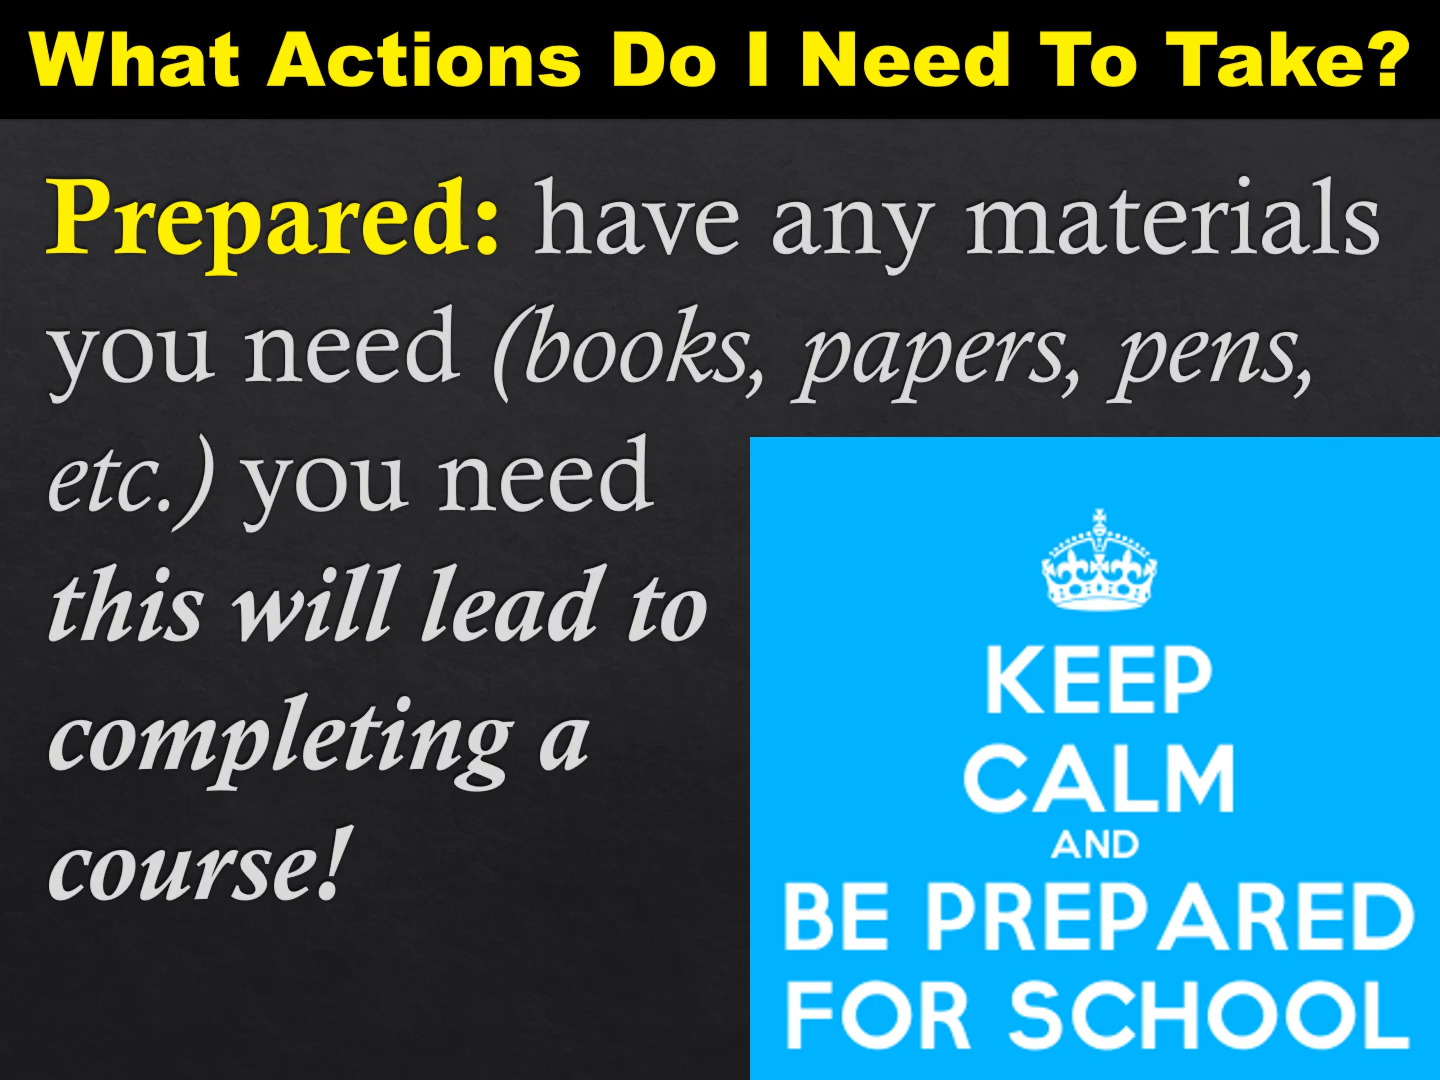 What Actions Do I Need To Take?
Prepared: have any materials
you need (books, papers, pens,
etc.) you need
this will lead to
completing a
course!
KEEP
CALM
AND
BE PREPARED
FOR SCHOOL